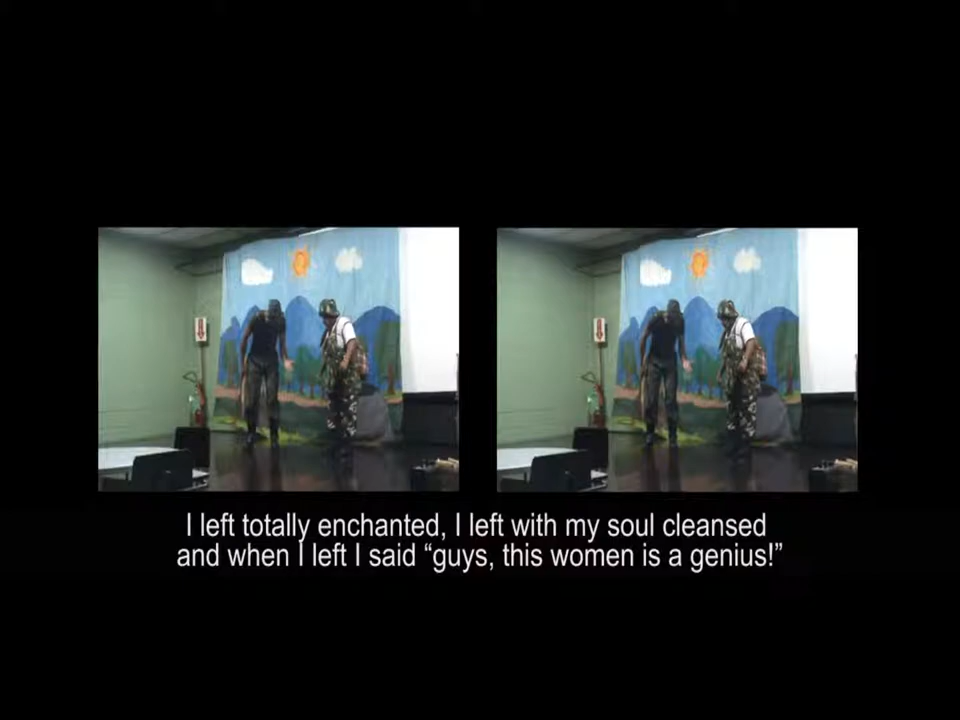 I left totally enchanted, I left with my soul cleansed
and when I left I said “guys, this women is a genius!”